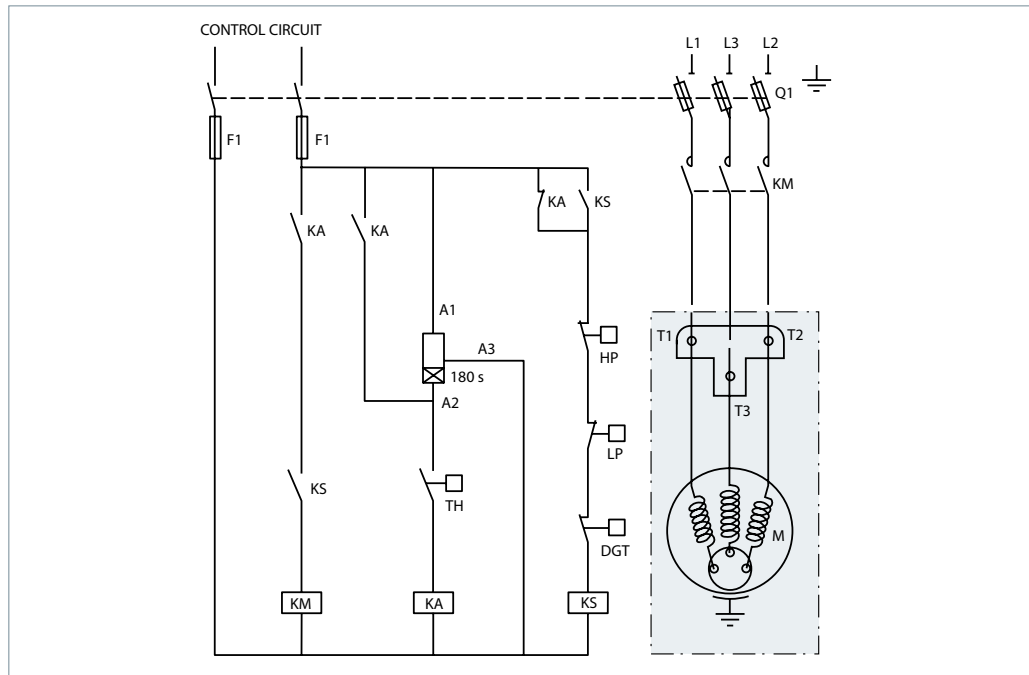 CONTROL CIRCUIT
L1
L3
L2
Q1
F1
F1
KA
KS
KM
KA
KA
A1
T1
T2
A3
HP
180 s
A2
T3
LP
KS
TH
M
DGT
KM
KA
KS